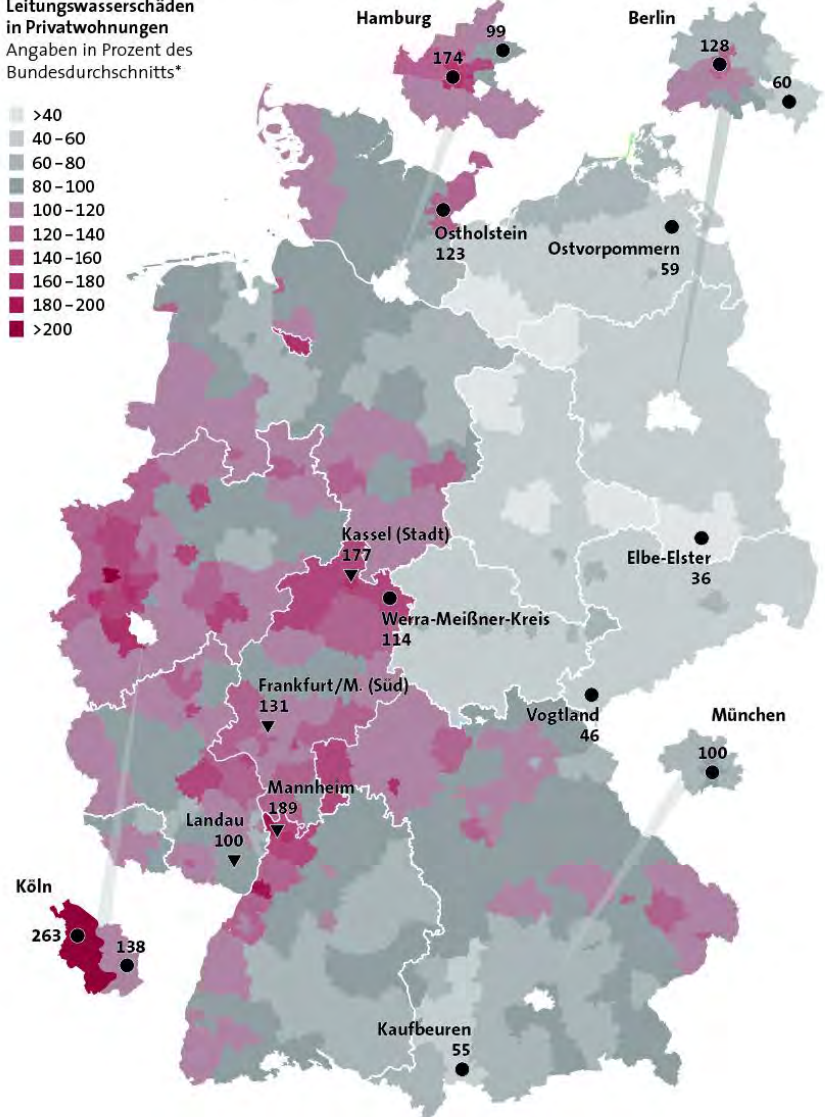 Leitungswasserschäden
in Privatwohnungen
Angaben in Prozent des
Bundesdurchschnitts*
>40
40–60
60–80
80–100
100–120
120–140
140–160
160–180
180–200
>200
Hamburg
99
174
Berlin
128
60
Ostholstein
123
Ostvorpommern
59
Kassel (Stadt)
177
Werra-Meißner-Kreis
114
Elbe-Elster
36
Frankfurt/M. (Süd)
131
Vogtland
46
München
100
Mannheim
189
Landau
100
Köln
263
138
Kaufbeuren
55